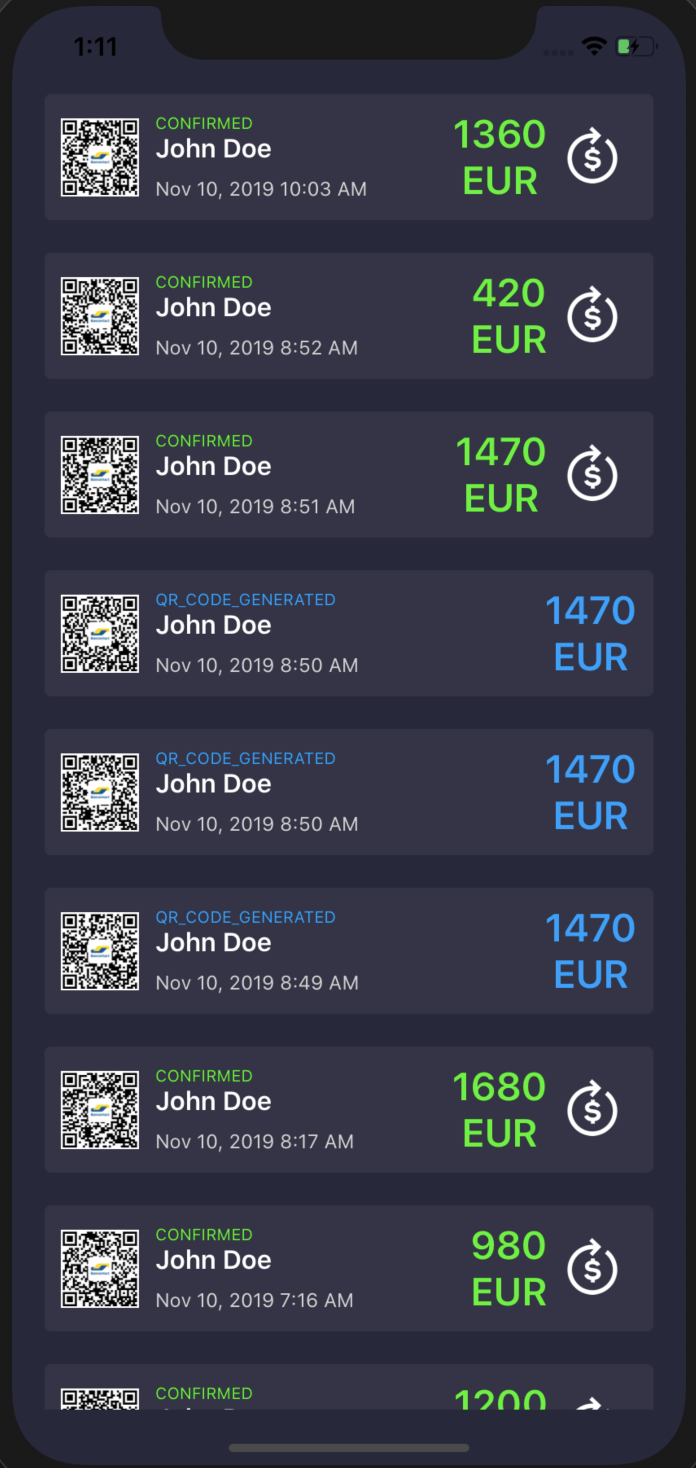 1:11
CONFIRMED
John Doe
Nov 10, 2019 10:03 AM
1360
EUR
CONFIRMED
John Doe
Nov 10, 2019 8:52 AM
420
EUR
CONFIRMED
John Doe
Nov 10, 2019 8:51 AM
1470
EUR
QR_CODE_GENERATED
John Doe
Nov 10, 2019 8:50 AM
1470
EUR
QR_CODE_GENERATED
John Doe
Nov 10, 2019 8:50 AM
1470
EUR
QR_CODE_GENERATED
John Doe
Nov 10, 2019 8:49 AM
1470
EUR
CONFIRMED
John Doe
Nov 10, 2019 8:17 AM
1680
EUR
CONFIRMED
John Doe
Nov 10, 2019 7:16 AM
980
EUR
CONFIRMED
1200